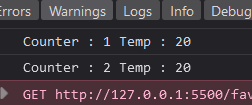 Errors Warnings Logs Info Debug
Counter : 1 Temp : 20
Counter : 2 Temp : 20
GET http://127.0.0.1:5500/fav